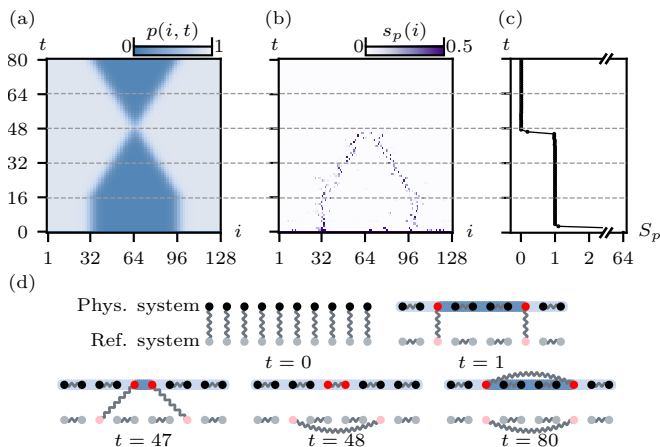 (a) (b) (c)
t 0 p(i, t) 1 0 s_p(i) 0.5 t
80
64
48
32
16
0
i i S_p
1 32 64 96 128 1 32 64 96 128 0 1 2 64
(d)
Phys. system
Ref. system
t = 0 t = 1
t = 47 t = 48 t = 80